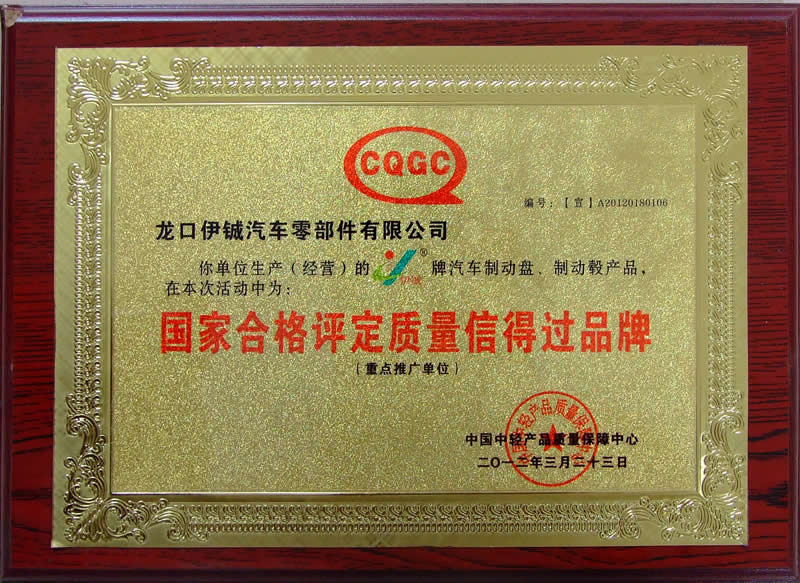 CQGC
编号：【宣】A20120180106
龙口伊铖汽车零部件有限公司
你单位生产（经营）的 ® 牌汽车制动盘、制动毂产品，
在本次活动中为：
国家合格评定质量信得过品牌
（重点推广单位）
中国中轻产品质量保障中心
二〇一二年三月二十三日